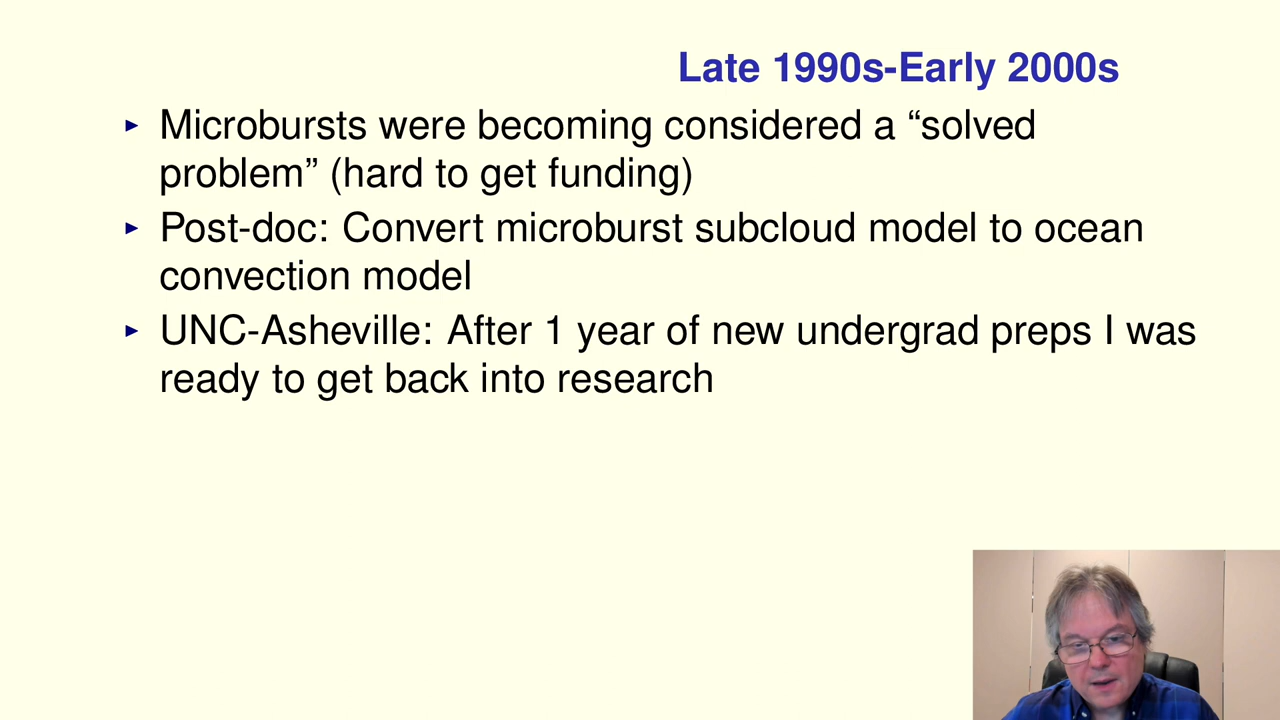 Late 1990s-Early 2000s
Microbursts were becoming considered a “solved
problem” (hard to get funding)
Post-doc: Convert microburst subcloud model to ocean
convection model
UNC-Asheville: After 1 year of new undergrad preps I was
ready to get back into research